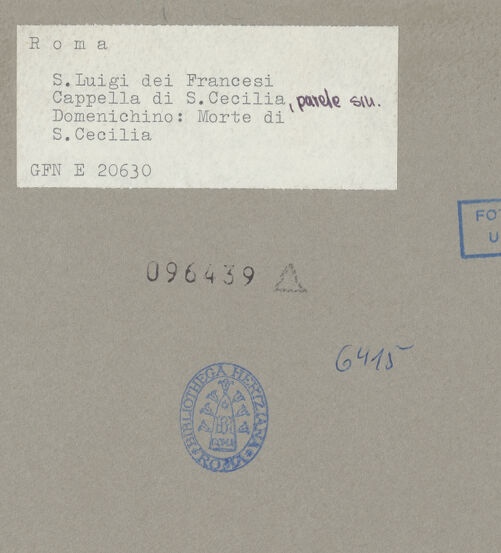 Roma
S.Luigi dei Francesi
Cappella di S.Cecilia, parete sin.
Domenichino: Morte di
S.Cecilia
GFN E 20630
FO
U
096439
6415
BIBLIOTHECA HERTZIANA
ROMA